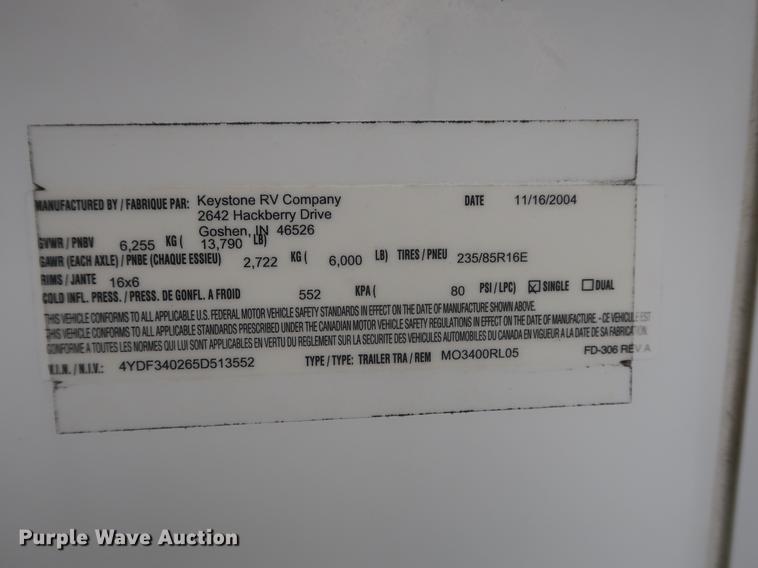 MANUFACTURED BY / FABRIQUE PAR: Keystone RV Company DATE 11/16/2004
2642 Hackberry Drive
Goshen, IN 46526
GVWR / PNBV 6,255 KG ( 13,790 LB)
GAWR (EACH AXLE) / PNBE (CHAQUE ESSIEU) 2,722 KG ( 6,000 LB) TIRES / PNEU 235/85R16E
RIMS / JANTE 16x6
COLD INFL. PRESS. / PRESS. DE GONFL. A FROID 552 KPA ( 80 PSI / LPC) SINGLE DUAL
THIS VEHICLE CONFORMS TO ALL APPLICABLE U.S. FEDERAL MOTOR VEHICLE SAFETY STANDARDS IN EFFECT ON THE DATE OF MANUFACTURE SHOWN ABOVE.
THIS VEHICLE CONFORMS TO ALL APPLICABLE STANDARDS PRESCRIBED UNDER THE CANADIAN MOTOR VEHICLE SAFETY REGULATIONS IN EFFECT ON THE DATE OF MANUFACTURE - CE VEHICULE EST
CONFORME A TOUTES LES NORMES QUI LUI SONT APPLICABLES EN VERTU DU REGLEMENT SUR LA SECURITE DES VEHICULES AUTOMOBILES DU CANADA EN VIGUEUR A LA DATE DE SA FABRICATION.
V.I.N. / N.I.V.: 4YDF340265D513552 TYPE / TYPE: TRAILER TRA / REM MO3400RL05 FD-306 REV A
Purple Wave Auction